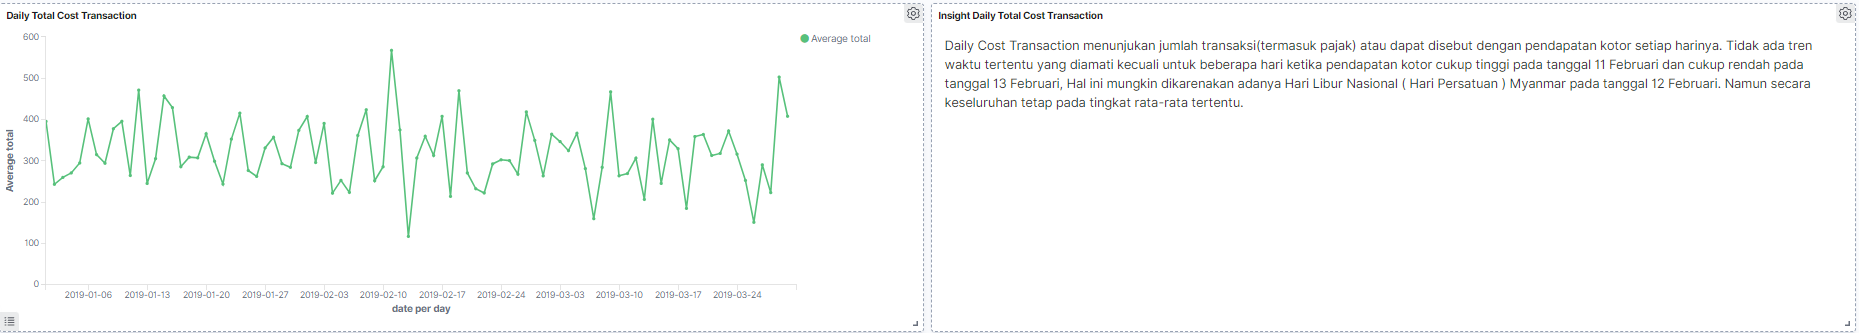 Daily Total Cost Transaction
Average total
600
500
400
300
200
100
0
Average total
2019-01-06 2019-01-13 2019-01-20 2019-01-27 2019-02-03 2019-02-10 2019-02-17 2019-02-24 2019-03-03 2019-03-10 2019-03-17 2019-03-24
date per day
Insight Daily Total Cost Transaction
Daily Cost Transaction menunjukan jumlah transaksi(termasuk pajak) atau dapat disebut dengan pendapatan kotor setiap harinya. Tidak ada tren
waktu tertentu yang diamati kecuali untuk beberapa hari ketika pendapatan kotor cukup tinggi pada tanggal 11 Februari dan cukup rendah pada
tanggal 13 Februari, Hal ini mungkin dikarenakan adanya Hari Libur Nasional ( Hari Persatuan ) Myanmar pada tanggal 12 Februari. Namun secara
keseluruhan tetap pada tingkat rata-rata tertentu.